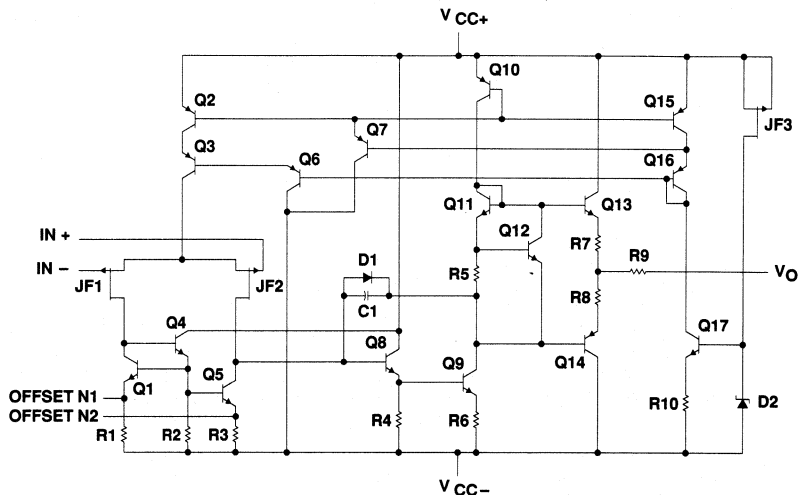 V CC+
Q10
Q2
Q7
Q15
JF3
Q3
Q6
Q16
Q11
Q13
Q12
IN +
D1
R7
R9
IN –
R5
VO
JF1
JF2
C1
R8
Q4
Q8
Q9
Q14
Q17
Q1
Q5
OFFSET N1
OFFSET N2
R1
R2
R3
R4
R6
R10
D2
V CC–